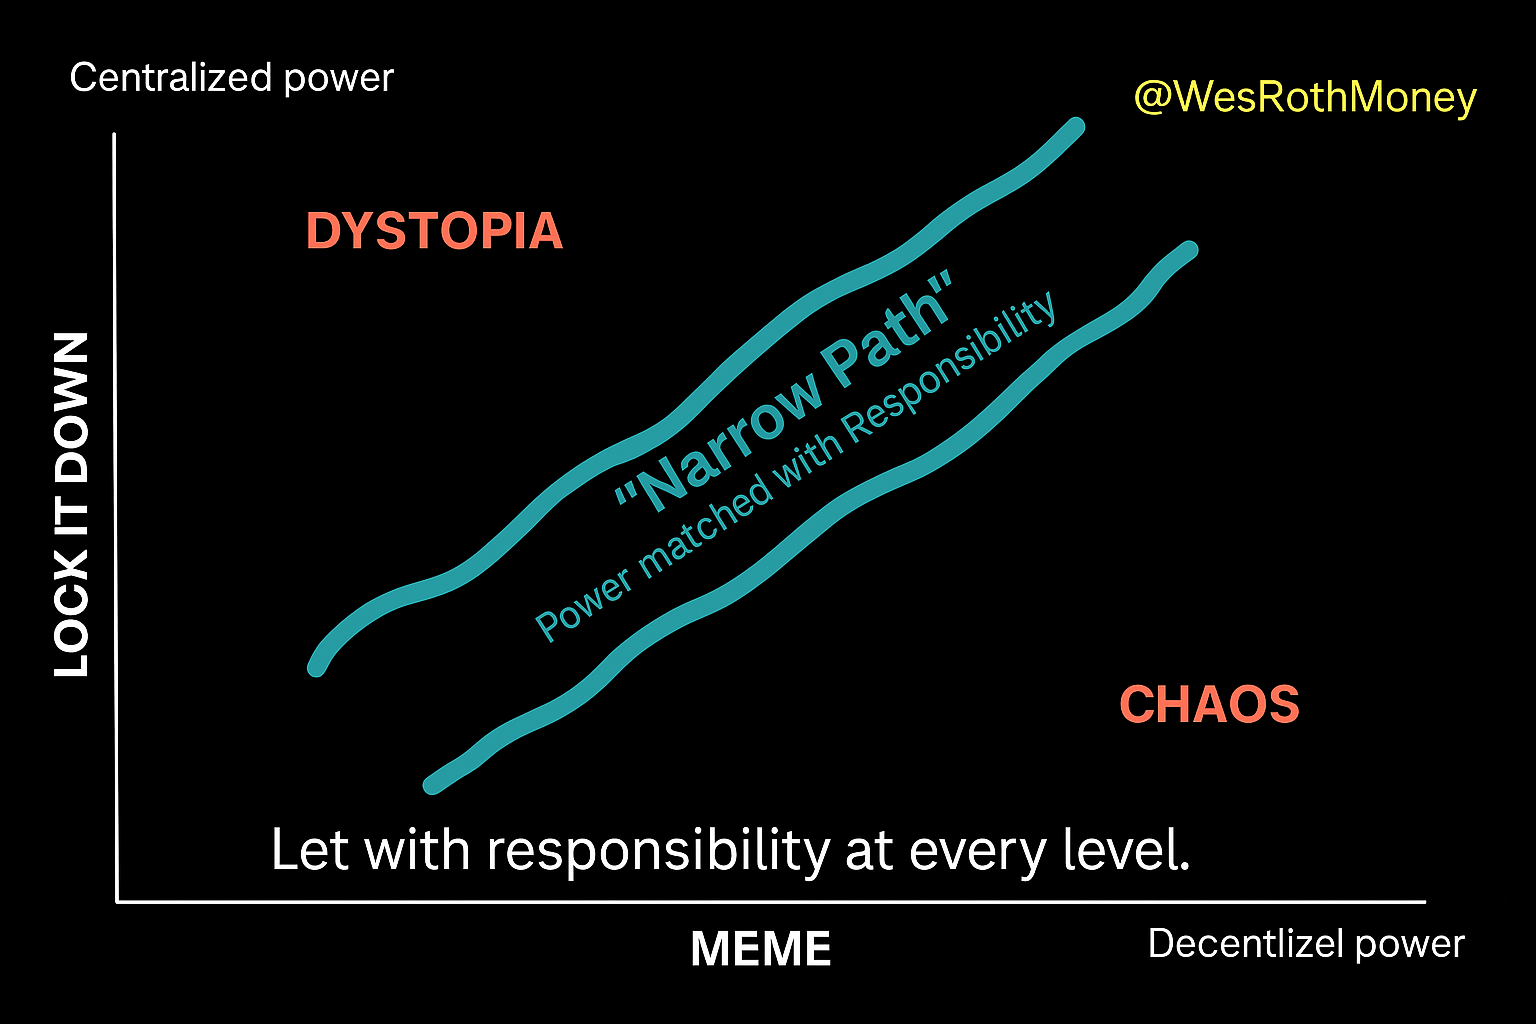 Centralized power
@WesRothMoney
DYSTOPIA
LOCK IT DOWN
"Narrow Path"
Power matched with Responsibility
CHAOS
Let with responsibility at every level.
MEME
Decentlizel power